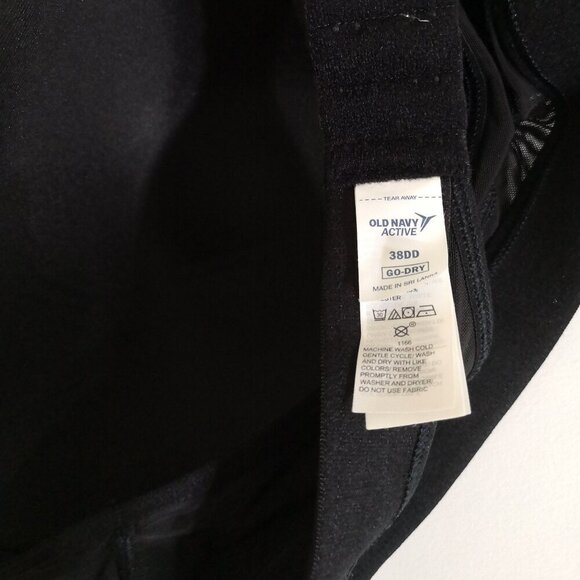 - - - TEAR AWAY - - -
OLD NAVY
ACTIVE
38DD
GO-DRY
MADE IN SRI LANKA
1166
MACHINE WASH COLD
GENTLE CYCLE/ WASH
AND DRY WITH LIKE
COLORS/ REMOVE
PROMPTLY FROM
WASHER AND DRYER/
DO NOT USE FABRIC